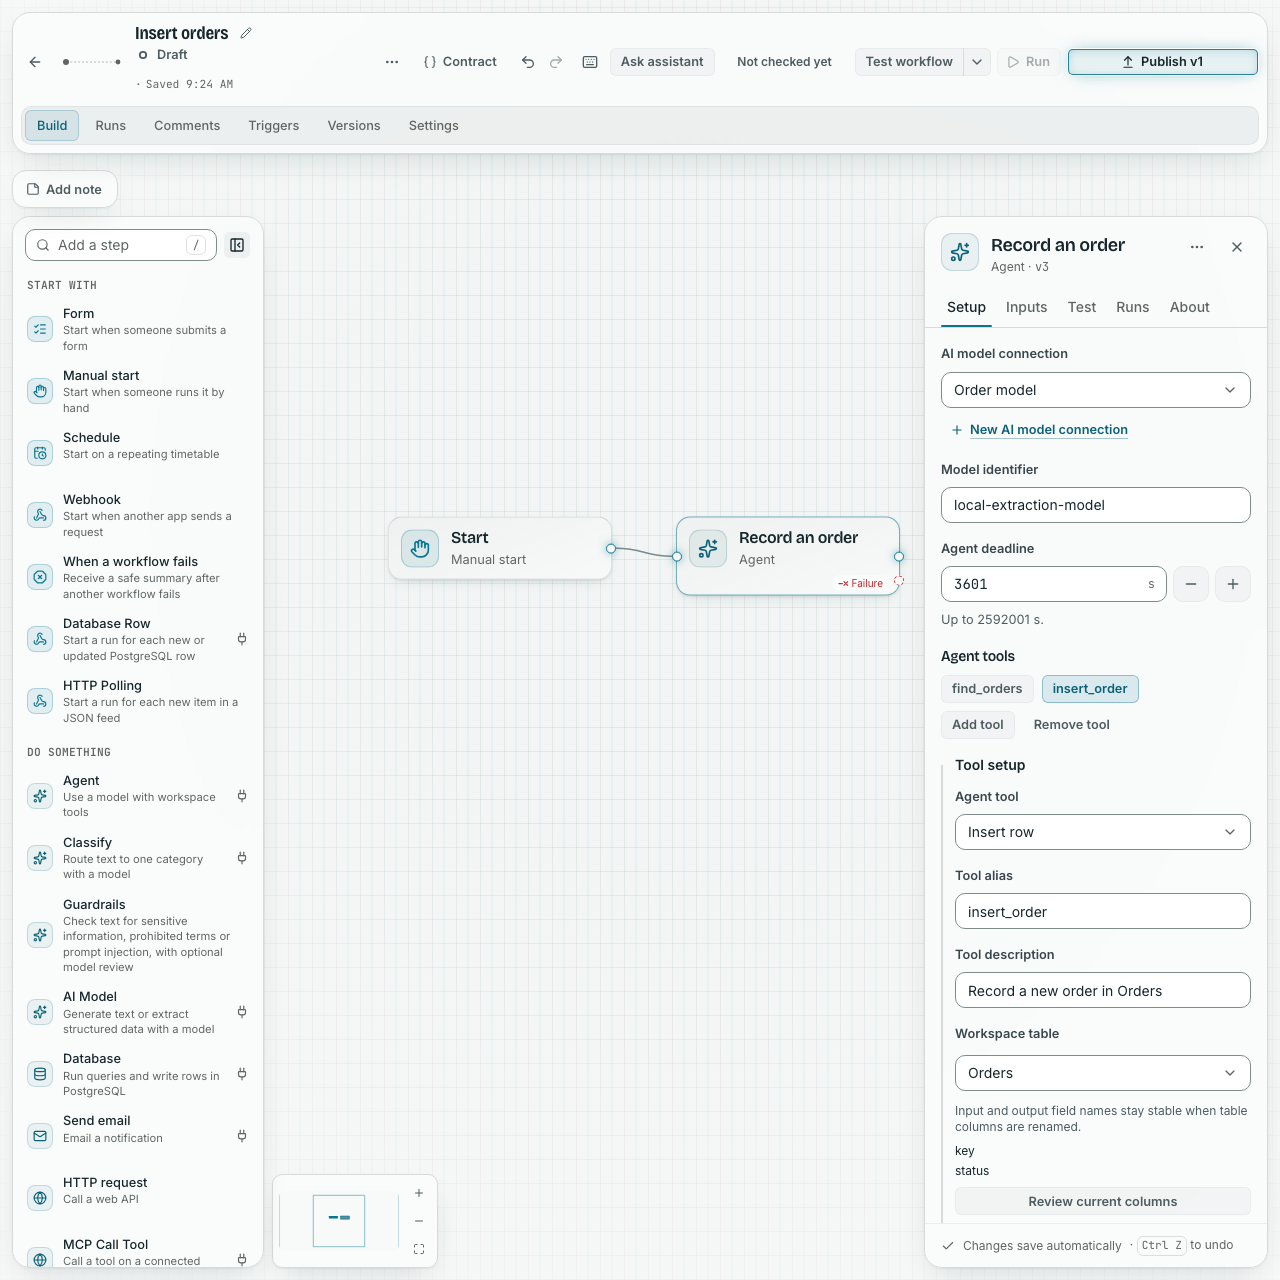 Insert orders
Draft
· Saved 9:24 AM
Contract
Ask assistant
Not checked yet
Test workflow
Run
Publish v1
Build
Runs
Comments
Triggers
Versions
Settings
Add note
Add a step
/
START WITH
Form
Start when someone submits a
form
Manual start
Start when someone runs it by
hand
Schedule
Start on a repeating timetable
Webhook
Start when another app sends a
request
When a workflow fails
Receive a safe summary after
another workflow fails
Database Row
Start a run for each new or
updated PostgreSQL row
HTTP Polling
Start a run for each new item in a
JSON feed
DO SOMETHING
Agent
Use a model with workspace
tools
Classify
Route text to one category
with a model
Guardrails
Check text for sensitive
information, prohibited terms or
prompt injection, with optional
model review
AI Model
Generate text or extract
structured data with a model
Database
Run queries and write rows in
PostgreSQL
Send email
Email a notification
HTTP request
Call a web API
MCP Call Tool
Call a tool on a connected
Start
Manual start
Record an order
Agent
Failure
Record an order
Agent · v3
Setup
Inputs
Test
Runs
About
AI model connection
Order model
New AI model connection
Model identifier
local-extraction-model
Agent deadline
3601
s
Up to 2592001 s.
Agent tools
find_orders
insert_order
Add tool
Remove tool
Tool setup
Agent tool
Insert row
Tool alias
insert_order
Tool description
Record a new order in Orders
Workspace table
Orders
Input and output field names stay stable when table
columns are renamed.
key
status
Review current columns
Changes save automatically · Ctrl Z to undo